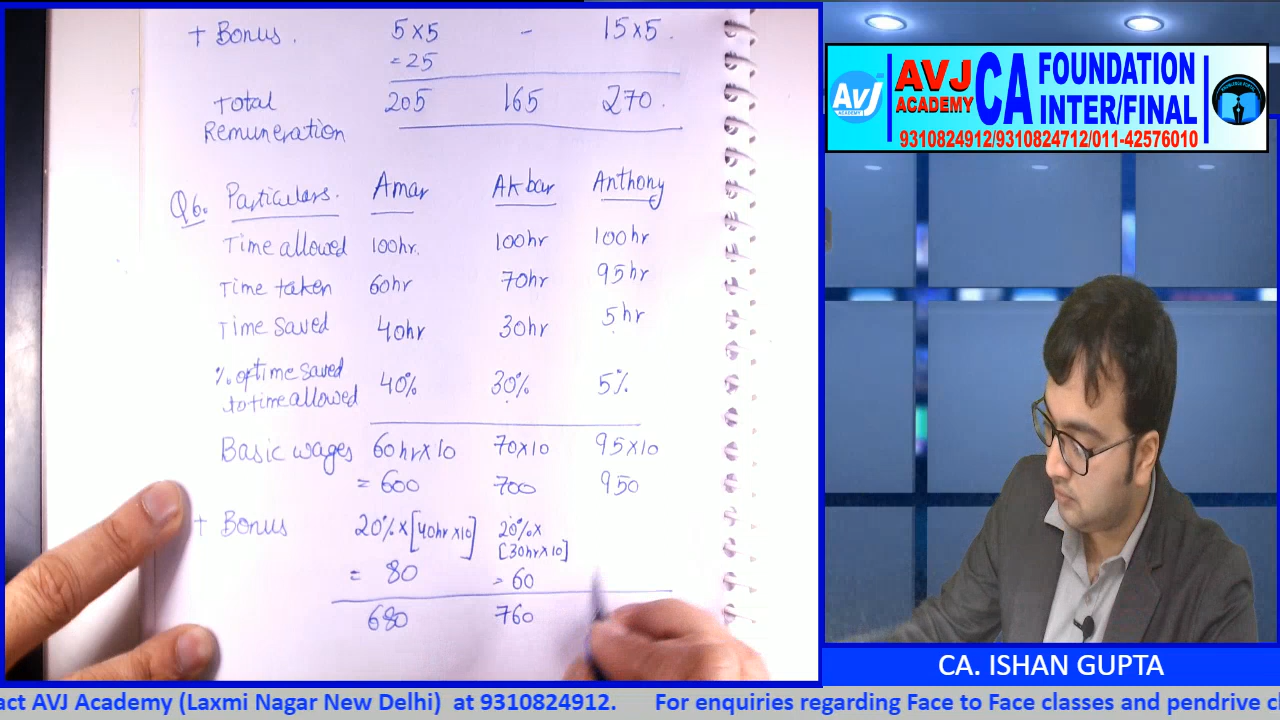 + Bonus. 5×5 - 15×5.
=25
Total 205 165 270.
Remuneration
Q6. Particulars. Amar Akbar Anthony
Time allowed 100hr. 100hr 100hr
Time taken 60hr 70hr 95hr
Time saved 40hr 30hr 5hr
% of time saved
to time allowed 40% 30% 5%
Basic wages 60hr×10 70×10 95×10
= 600 700 950
+ Bonus 20%×[40hr×10] 20%×
[30hr×10]
= 80 = 60
680 760
AVJ
ACADEMY
AVJ
ACADEMY
CA
FOUNDATION
INTER/FINAL
9310824912/9310824712/011-42576010
CA. ISHAN GUPTA
act AVJ Academy (Laxmi Nagar New Delhi) at 9310824912. For enquiries regarding Face to Face classes and pendrive c